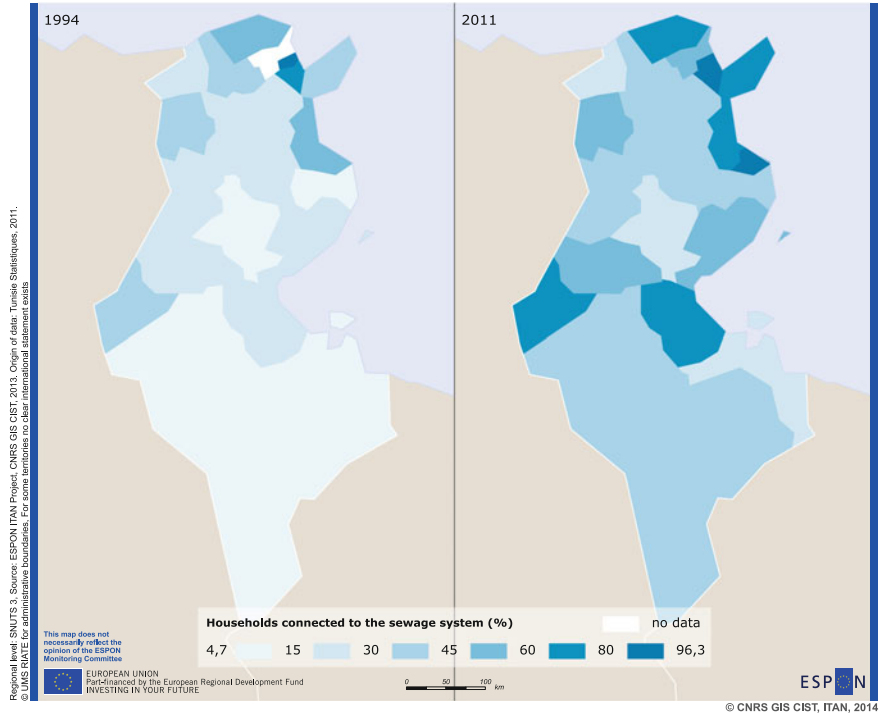 1994
2011
Regional level: SNUTS 3, Source: ESPON ITAN Project, CNRS GIS CIST, 2013. Origin of data: Tunisie Statistiques, 2011.
© UMS RIATE for administrative boundaries, For some territories no clear international statement exists
Households connected to the sewage system (%)
no data
4,7 15 30 45 60 80 96,3
This map does not
necessarily reflect the
opinion of the ESPON
Monitoring Committee
EUROPEAN UNION
Part-financed by the European Regional Development Fund
INVESTING IN YOUR FUTURE
0 50 100
km
ESPON
© CNRS GIS CIST, ITAN, 2014